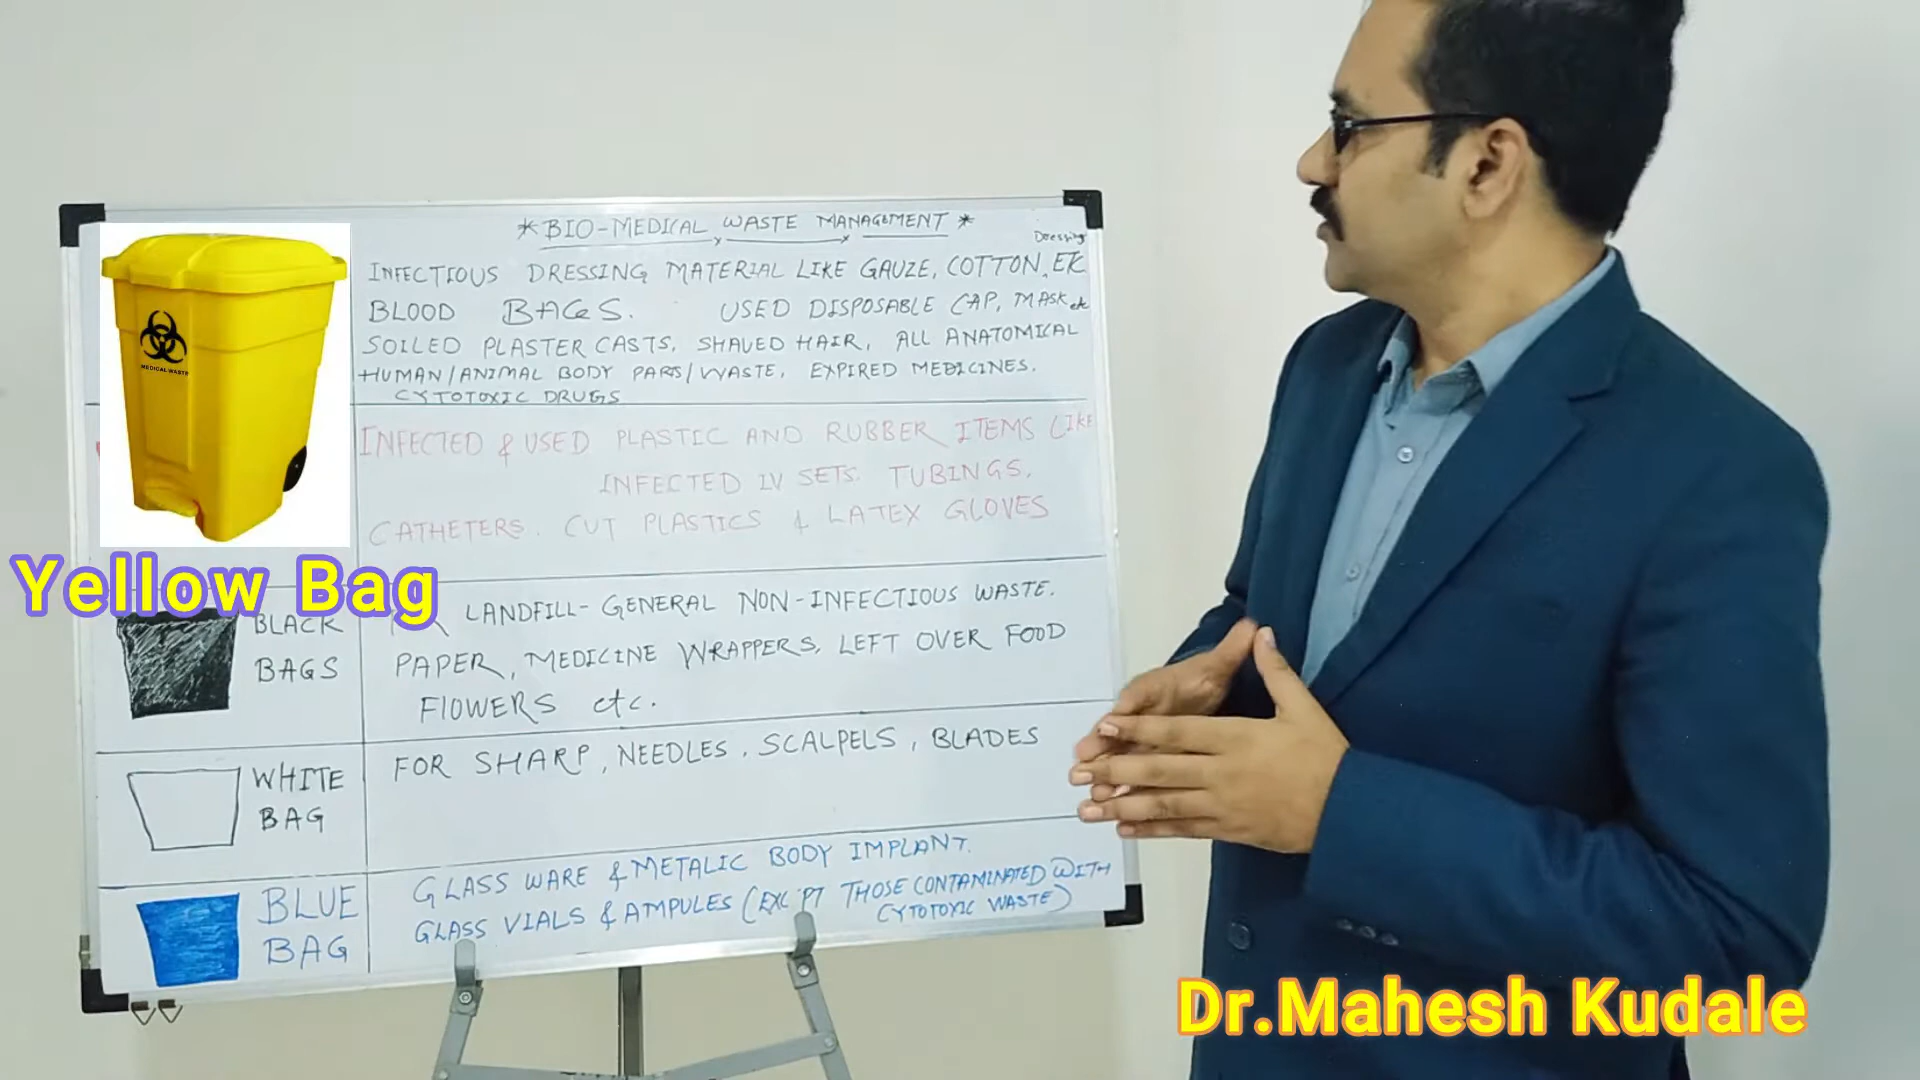 *BIO-MEDICAL WASTE MANAGEMENT*
Dressing
INFECTIOUS DRESSING MATERIAL LIKE GAUZE, COTTON, ETC
BLOOD BAGS. USED DISPOSABLE CAP, MASK etc
SOILED PLASTER CASTS, SHAVED HAIR, ALL ANATOMICAL
HUMAN/ANIMAL BODY PARTS/WASTE, EXPIRED MEDICINES.
CYTOTOXIC DRUGS
MEDICAL WASTE
Yellow Bag
INFECTED & USED PLASTIC AND RUBBER ITEMS LIKE
INFECTED IV SETS. TUBINGS.
CATHETERS. CUT PLASTICS & LATEX GLOVES
BLACK
BAGS
LANDFILL-GENERAL NON-INFECTIOUS WASTE.
PAPER, MEDICINE WRAPPERS, LEFT OVER FOOD
FLOWERS etc.
WHITE
BAG
FOR SHARP, NEEDLES, SCALPELS, BLADES
BLUE
BAG
GLASS WARE & METALIC BODY IMPLANT.
GLASS VIALS & AMPULES (EXCEPT THOSE CONTAMINATED WITH
CYTOTOXIC WASTE)
Dr.Mahesh Kudale